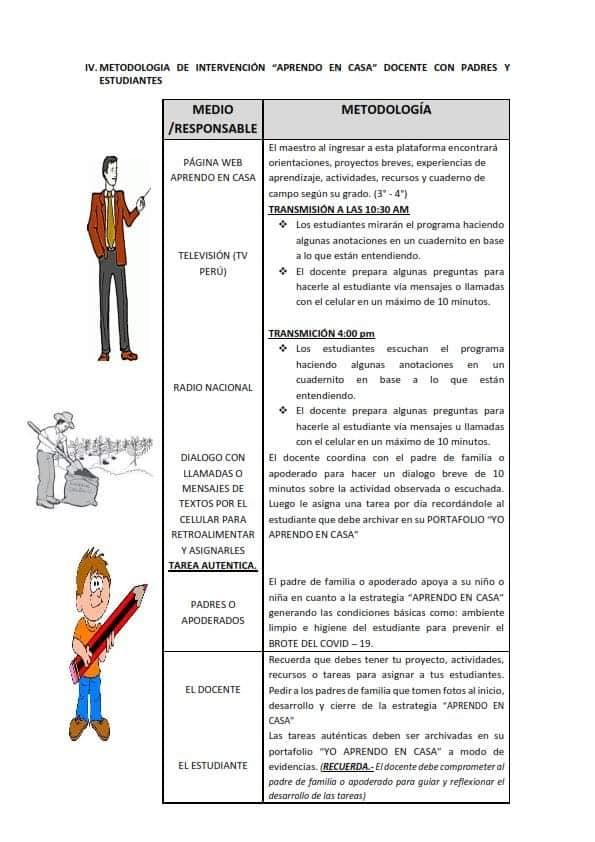 IV. METODOLOGIA DE INTERVENCIÓN “APRENDO EN CASA” DOCENTE CON PADRES Y
ESTUDIANTES
MEDIO
/RESPONSABLE
METODOLOGÍA
PÁGINA WEB
APRENDO EN CASA
El maestro al ingresar a esta plataforma encontrará
orientaciones, proyectos breves, experiencias de
aprendizaje, actividades, recursos y cuaderno de
campo según su grado. (3° - 4°)
TELEVISIÓN (TV
PERÚ)
TRANSMISIÓN A LAS 10:30 AM
❖ Los estudiantes mirarán el programa haciendo
algunas anotaciones en un cuadernito en base
a lo que están entendiendo.
❖ El docente prepara algunas preguntas para
hacerle al estudiante vía mensajes o llamadas
con el celular en un máximo de 10 minutos.
RADIO NACIONAL
TRANSMICIÓN 4:00 pm
❖ Los estudiantes escuchan el programa
haciendo algunas anotaciones en un
cuadernito en base a lo que están
entendiendo.
❖ El docente prepara algunas preguntas para
hacerle al estudiante vía mensajes u llamadas
con el celular en un máximo de 10 minutos.
DIALOGO CON
LLAMADAS O
MENSAJES DE
TEXTOS POR EL
CELULAR PARA
RETROALIMENTAR
Y ASIGNARLES
TAREA AUTENTICA.
El docente coordina con el padre de familia o
apoderado para hacer un dialogo breve de 10
minutos sobre la actividad observada o escuchada.
Luego le asigna una tarea por día recordándole al
estudiante que debe archivar en su PORTAFOLIO “YO
APRENDO EN CASA”
PADRES O
APODERADOS
El padre de familia o apoderado apoya a su niño o
niña en cuanto a la estrategia “APRENDO EN CASA”
generando las condiciones básicas como: ambiente
limpio e higiene del estudiante para prevenir el
BROTE DEL COVID – 19.
EL DOCENTE
Recuerda que debes tener tu proyecto, actividades,
recursos o tareas para asignar a tus estudiantes.
Pedir a los padres de familia que tomen fotos al inicio,
desarrollo y cierre de la estrategia “APRENDO EN
CASA”
EL ESTUDIANTE
Las tareas auténticas deben ser archivadas en su
portafolio “YO APRENDO EN CASA” a modo de
evidencias. (RECUERDA.- El docente debe comprometer al
padre de familia o apoderado para guiar y reflexionar el
desarrollo de las tareas)